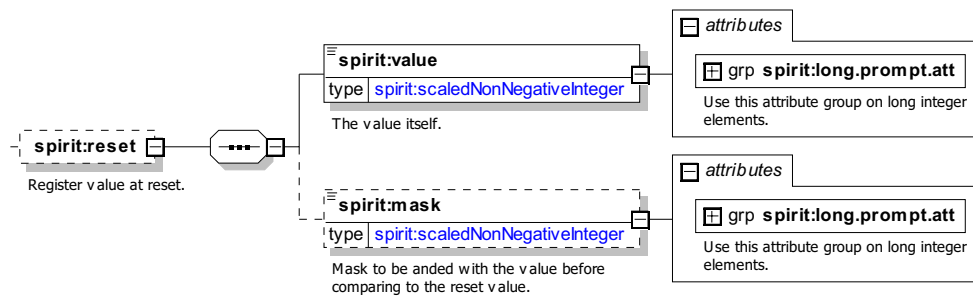 attributes
spirit:value
grp spirit:long.prompt.att
type spirit:scaledNonNegativeInteger
Use this attribute group on long integer
elements.
The value itself.
spirit:reset
Register value at reset.
attributes
spirit:mask
grp spirit:long.prompt.att
type spirit:scaledNonNegativeInteger
Use this attribute group on long integer
elements.
Mask to be anded with the value before
comparing to the reset value.